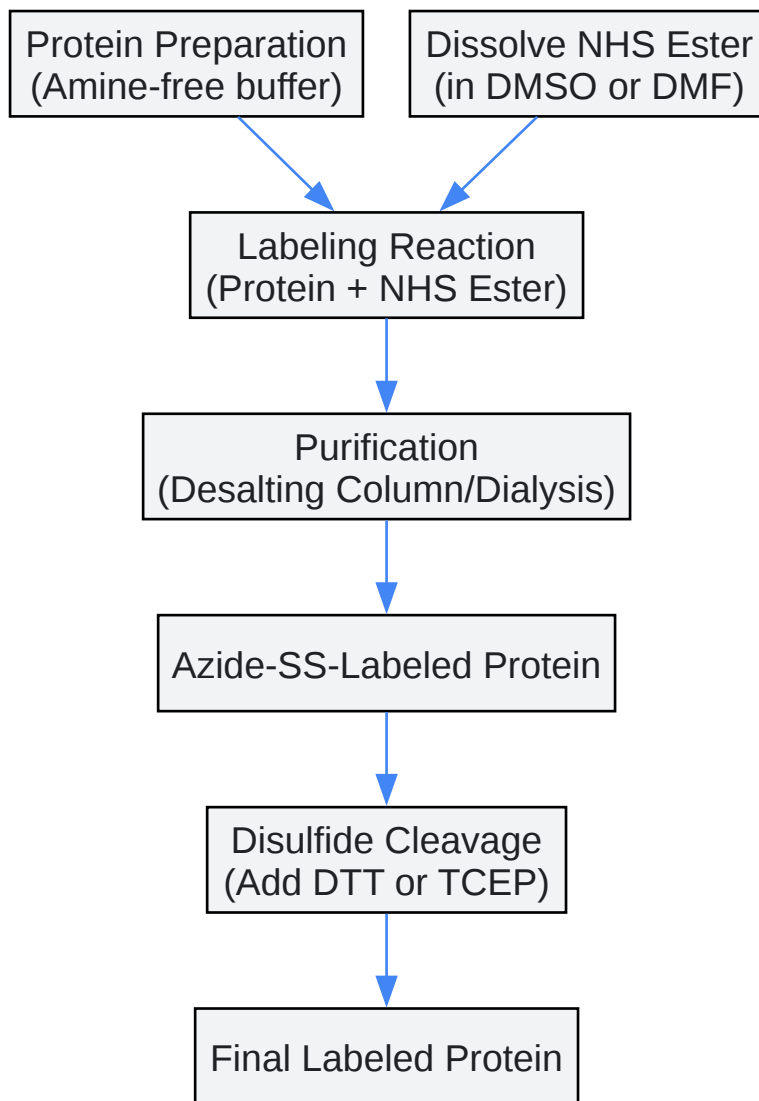 Protein Preparation
(Amine-free buffer)
Dissolve NHS Ester
(in DMSO or DMF)
Labeling Reaction
(Protein + NHS Ester)
Purification
(Desalting Column/Dialysis)
Azide-SS-Labeled Protein
Disulfide Cleavage
(Add DTT or TCEP)
Final Labeled Protein